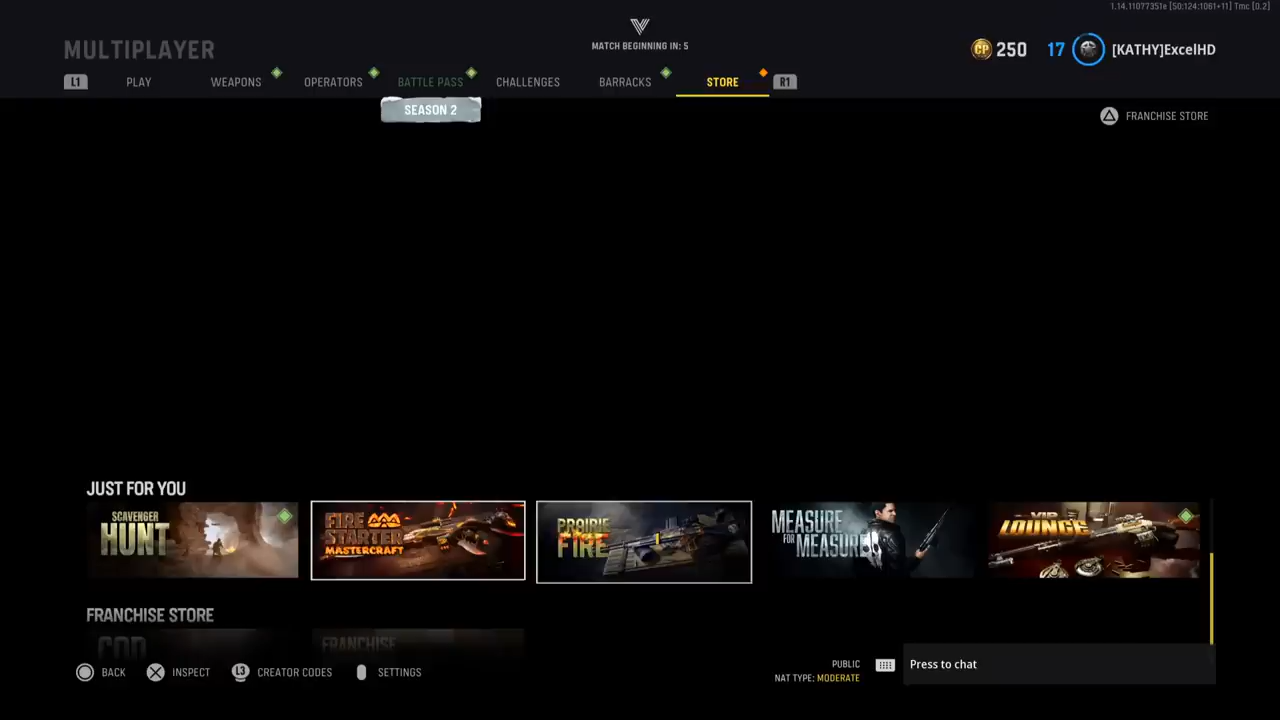 1.14.11077351e [50:124:1061+11] Tmc [0.2]
MULTIPLAYER
MATCH BEGINNING IN: 5
CP 250 17 [KATHY]ExcelHD
L1 PLAY WEAPONS OPERATORS BATTLE PASS CHALLENGES BARRACKS STORE R1
SEASON 2
FRANCHISE STORE
JUST FOR YOU
SCAVENGER
HUNT
FIRE
STARTER
MASTERCRAFT
PRAIRIE
FIRE
MEASURE
FOR MEASURE
VIP
LOUNGE
FRANCHISE STORE
COD
FRANCHISE
BACK INSPECT L3 CREATOR CODES SETTINGS
PUBLIC
NAT TYPE: MODERATE
Press to chat